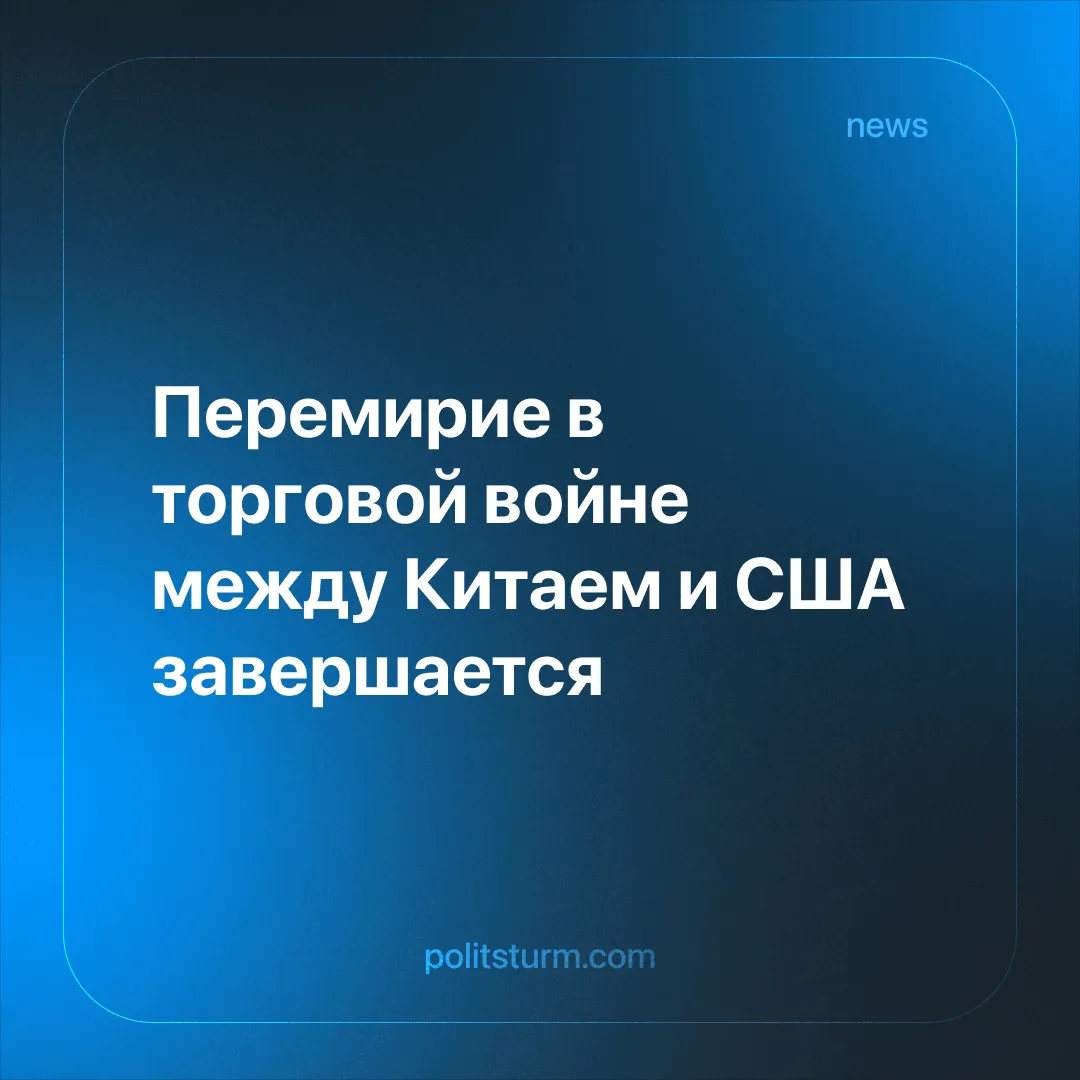 news
Перемирие в
торговой войне
между Китаем и США
завершается
politsturm.com